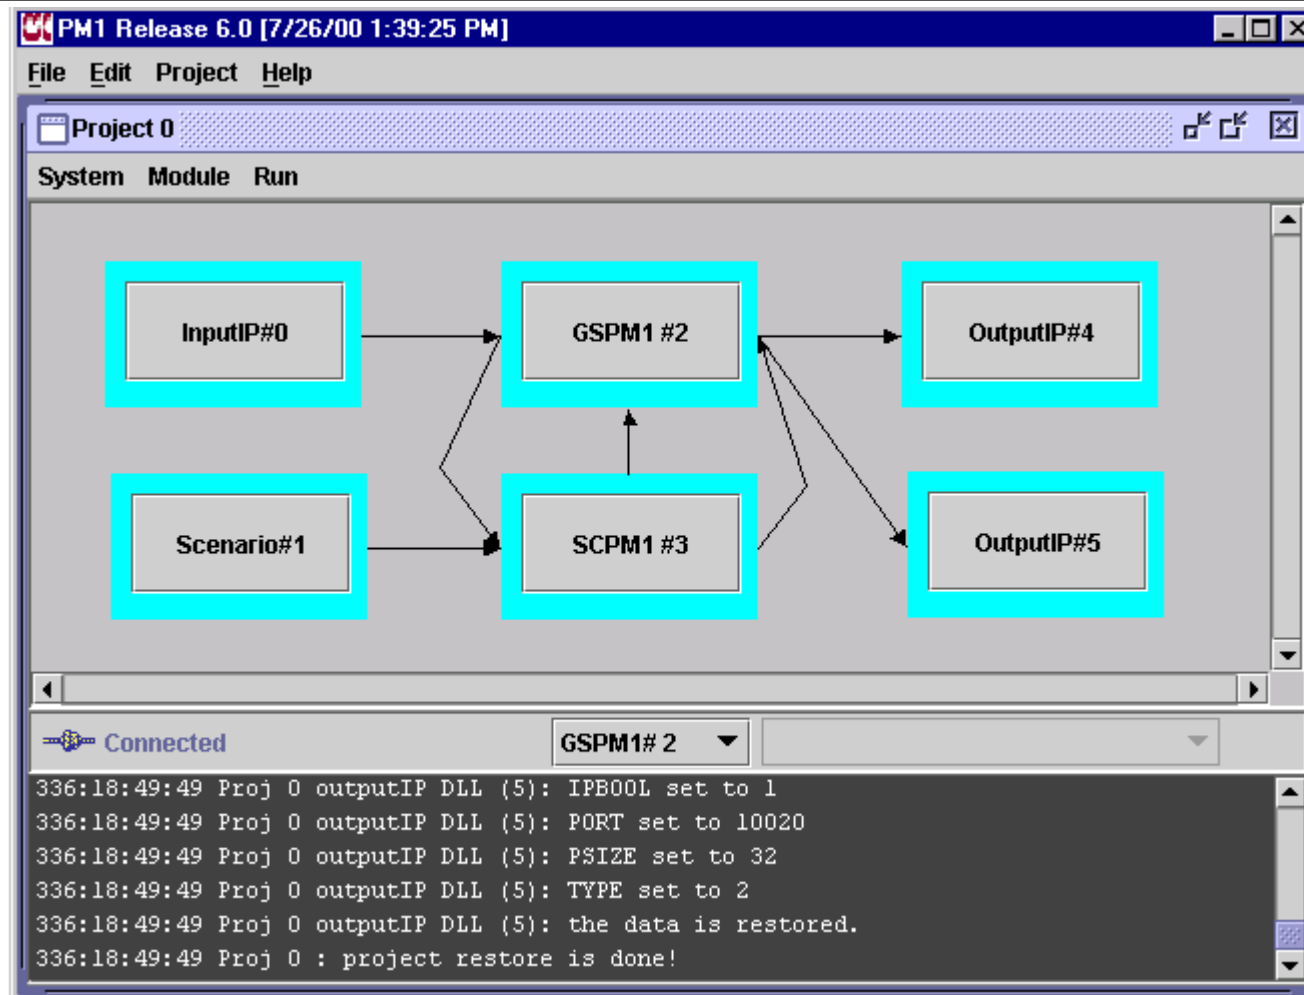 PM1 Release 6.0 [7/26/00 1:39:25 PM]
File Edit Project Help
Project 0
System Module Run
InputIP#0 GSPM1 #2 OutputIP#4
Scenario#1 SCPM1 #3 OutputIP#5
Connected GSPM1# 2
336:18:49:49 Proj 0 outputIP DLL (5): IPBOOL set to 1
336:18:49:49 Proj 0 outputIP DLL (5): PORT set to 10020
336:18:49:49 Proj 0 outputIP DLL (5): PSIZE set to 32
336:18:49:49 Proj 0 outputIP DLL (5): TYPE set to 2
336:18:49:49 Proj 0 outputIP DLL (5): the data is restored.
336:18:49:49 Proj 0 : project restore is done!